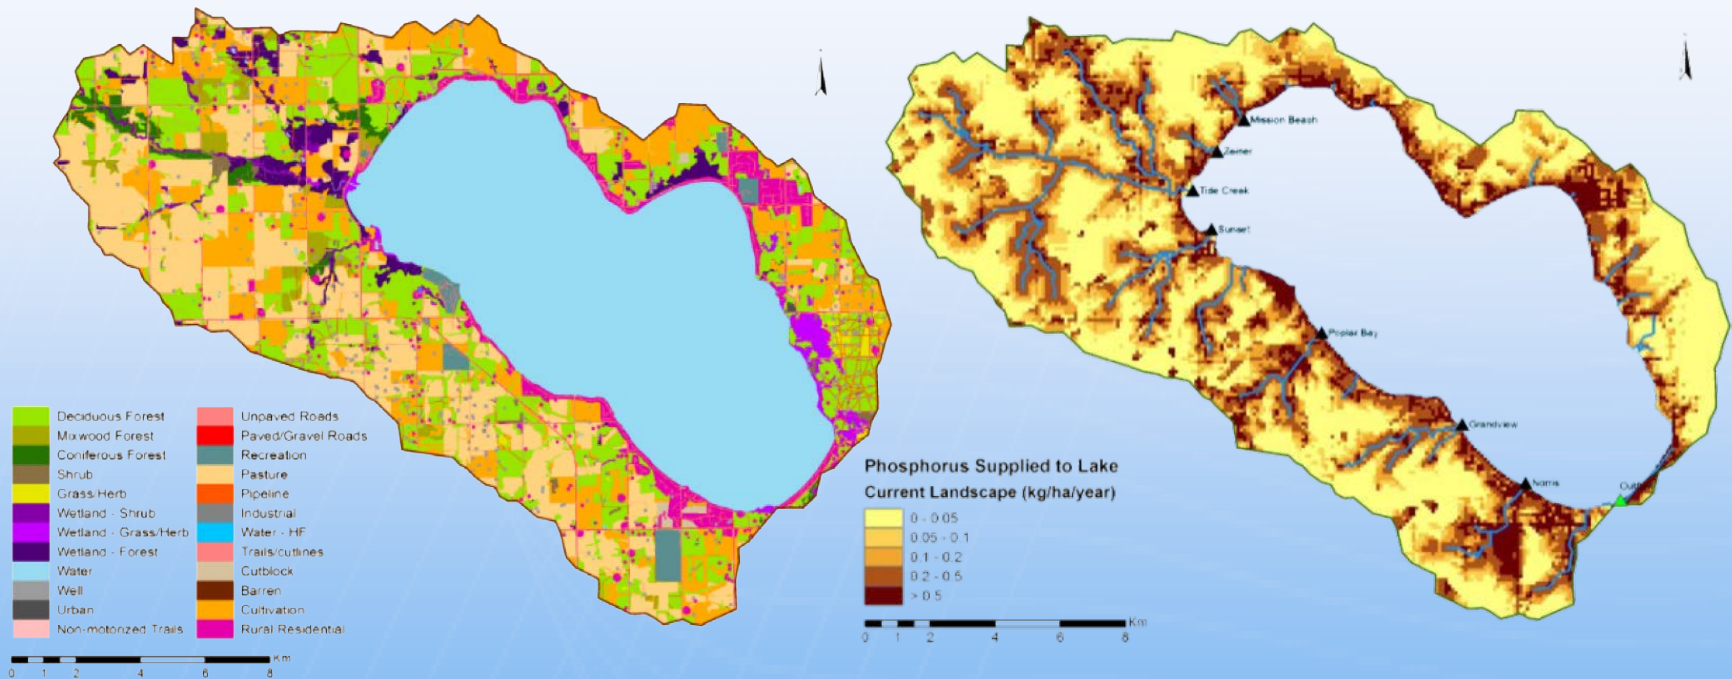 Deciduous Forest
Mixwood Forest
Coniferous Forest
Shrub
Grass/Herb
Wetland - Shrub
Wetland - Grass/Herb
Wetland - Forest
Water
Well
Urban
Non-motorized Trails
Unpaved Roads
Paved/Gravel Roads
Recreation
Pasture
Pipeline
Industrial
Water - HF
Trails/cutlines
Cutblock
Barren
Cultivation
Rural Residential
Km
0 1 2 4 6 8
Mission Beach
Zeiner
Tide Creek
Sunset
Poplar Bay
Grandview
Norris
Phosphorus Supplied to Lake
Current Landscape (kg/ha/year)
0 - 0.05
0.05 - 0.1
0.1 - 0.2
0.2 - 0.5
> 0.5
Km
0 1 2 4 6 8